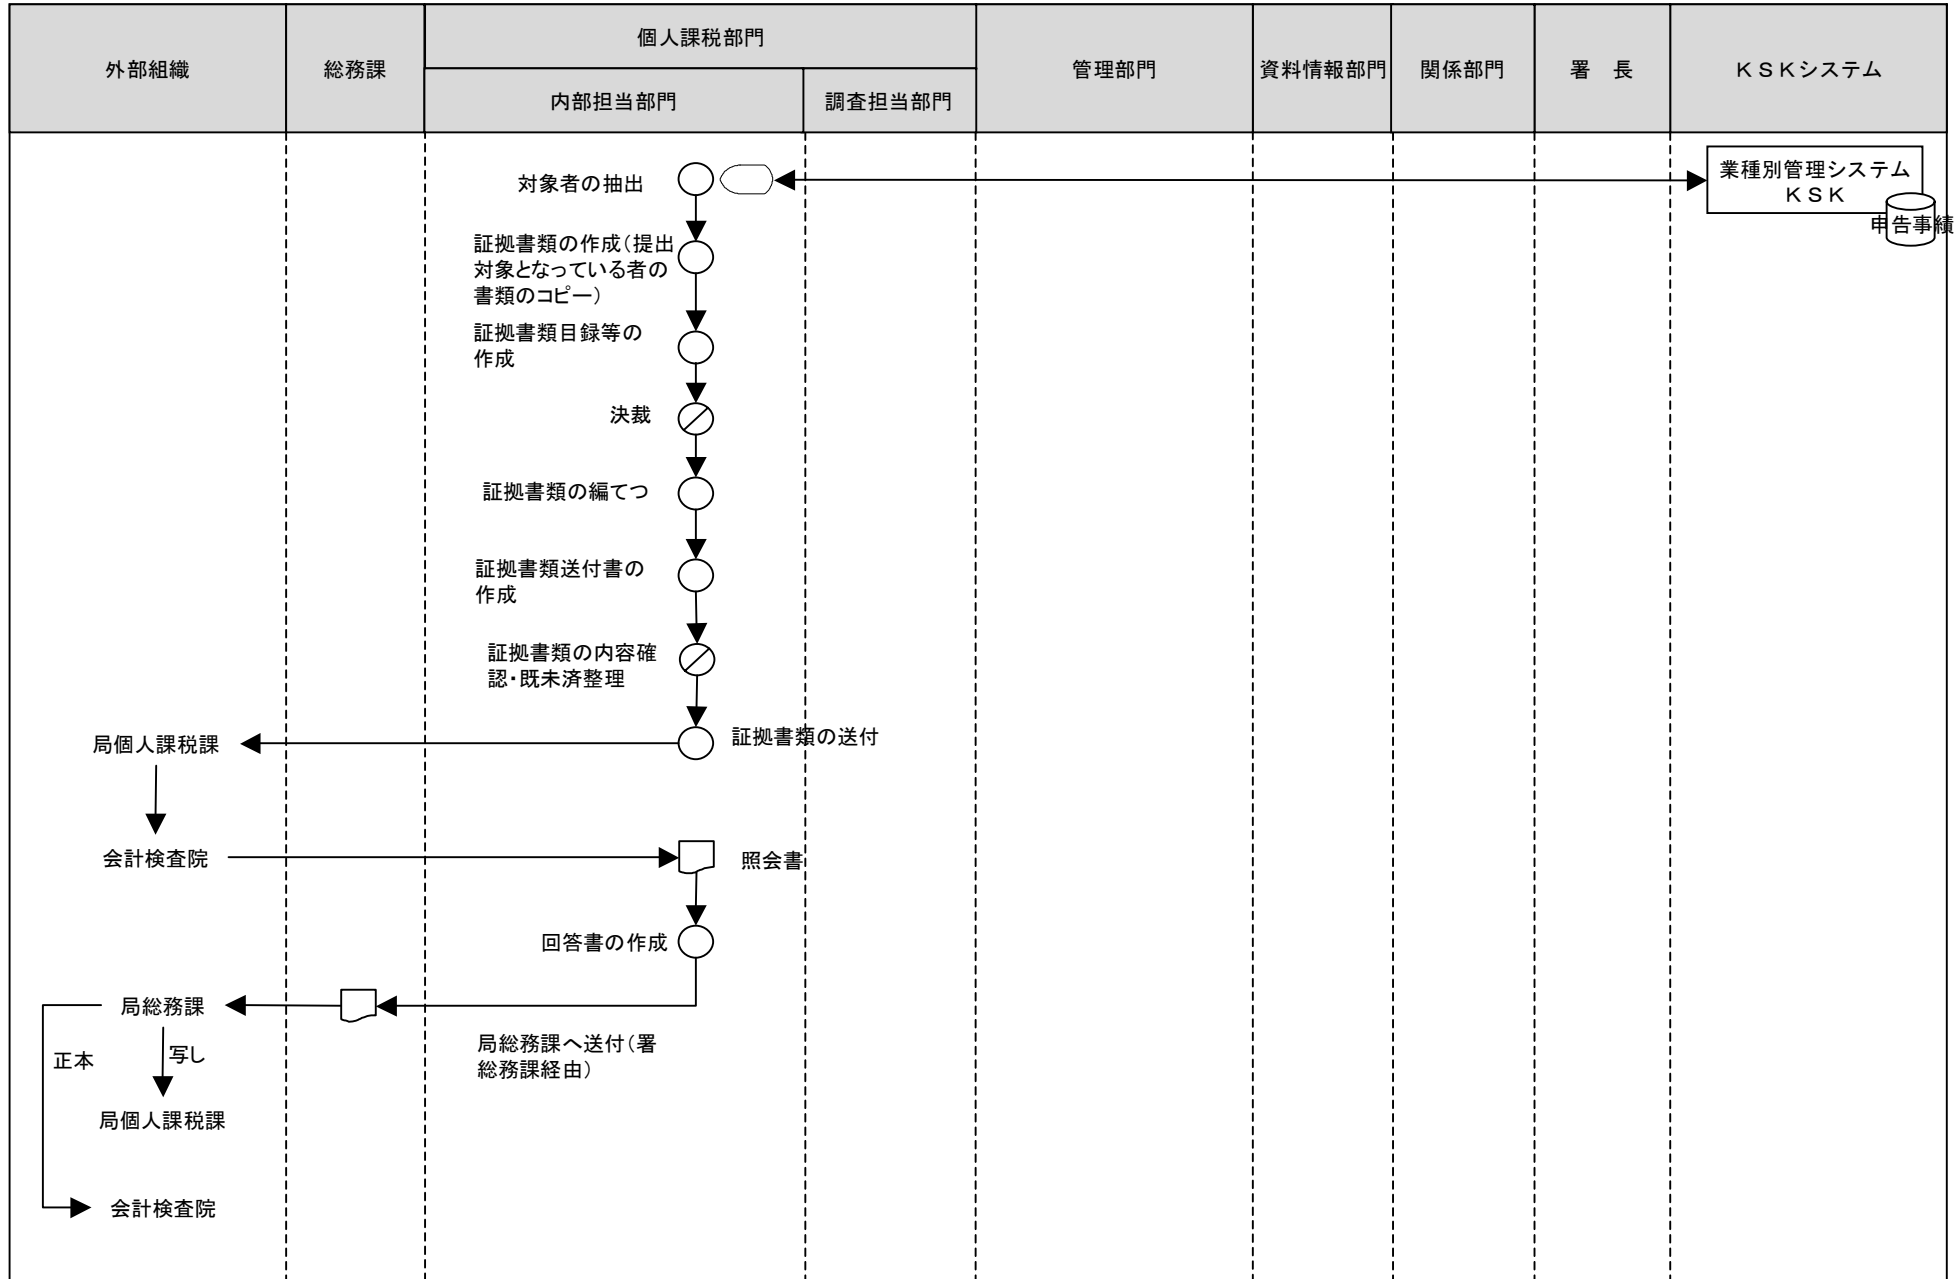 外部組織
総務課
個人課税部門
内部担当部門
調査担当部門
管理部門
資料情報部門
関係部門
署　長
ＫＳＫシステム
対象者の抽出
業種別管理システム
ＫＳＫ
申告事績
証拠書類の作成（提出
対象となっている者の
書類のコピー）
証拠書類目録等の
作成
決裁
証拠書類の編てつ
証拠書類送付書の
作成
証拠書類の内容確
認・既未済整理
証拠書類の送付
局個人課税課
会計検査院
照会書
回答書の作成
局総務課
局総務課へ送付（署
総務課経由）
正本
写し
局個人課税課
会計検査院